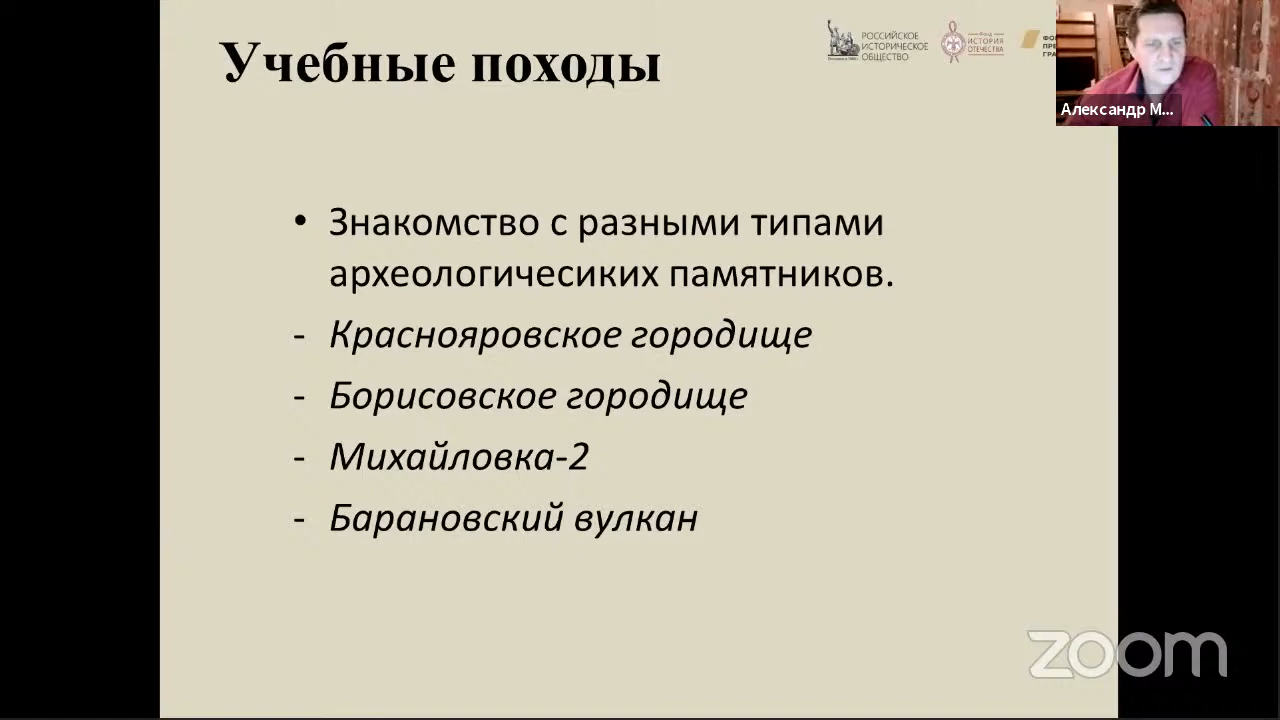 Учебные походы
РОССИЙСКОЕ
ИСТОРИЧЕСКОЕ
ОБЩЕСТВО
ИСТОРИЯ
ОТЕЧЕСТВА
Александр М...
• Знакомство с разными типами
археологичесиких памятников.
- Краснояровское городище
- Борисовское городище
- Михайловка-2
- Барановский вулкан
zoom